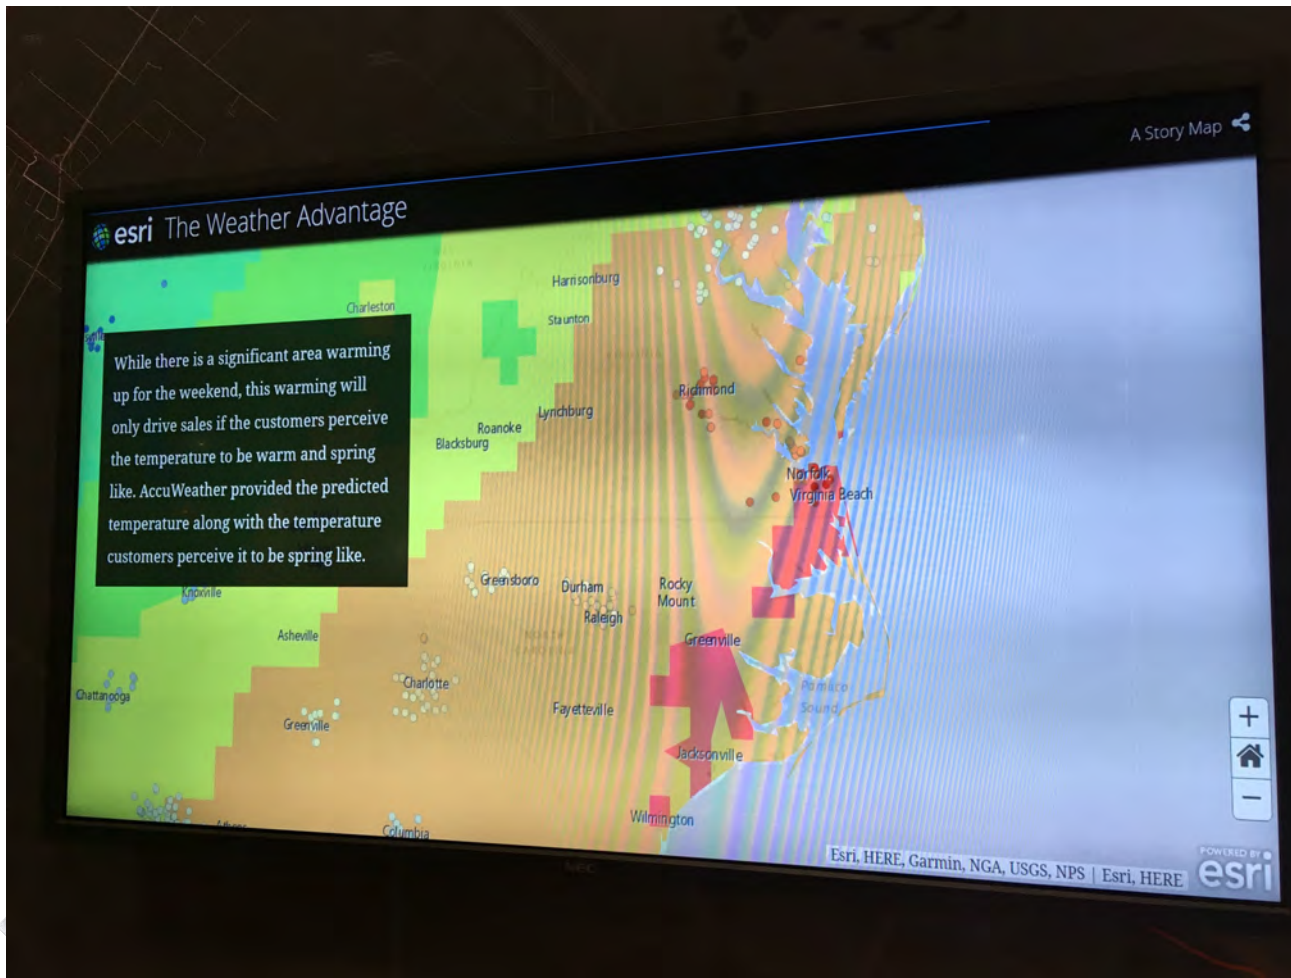 A Story Map
esri The Weather Advantage
Harrisonburg
Charleston
Staunton
While there is a significant area warming
up for the weekend, this warming will
only drive sales if the customers perceive
the temperature to be warm and spring
like. AccuWeather provided the predicted
temperature along with the temperature
customers perceive it to be spring like.
Richmond
Lynchburg
Roanoke
Blacksburg
Norfolk
Virginia Beach
Knoxville
Greensboro
Durham
Raleigh
Rocky
Mount
Asheville
NORTH
CAROLINA
Greenville
Chattanooga
Charlotte
Pamlico
Sound
Greenville
Fayetteville
Jacksonville
Wilmington
Athens
Columbia
+
−
Esri, HERE, Garmin, NGA, USGS, NPS | Esri, HERE
POWERED BY
esri
NEC